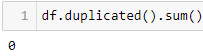 1 df.duplicated().sum()
0